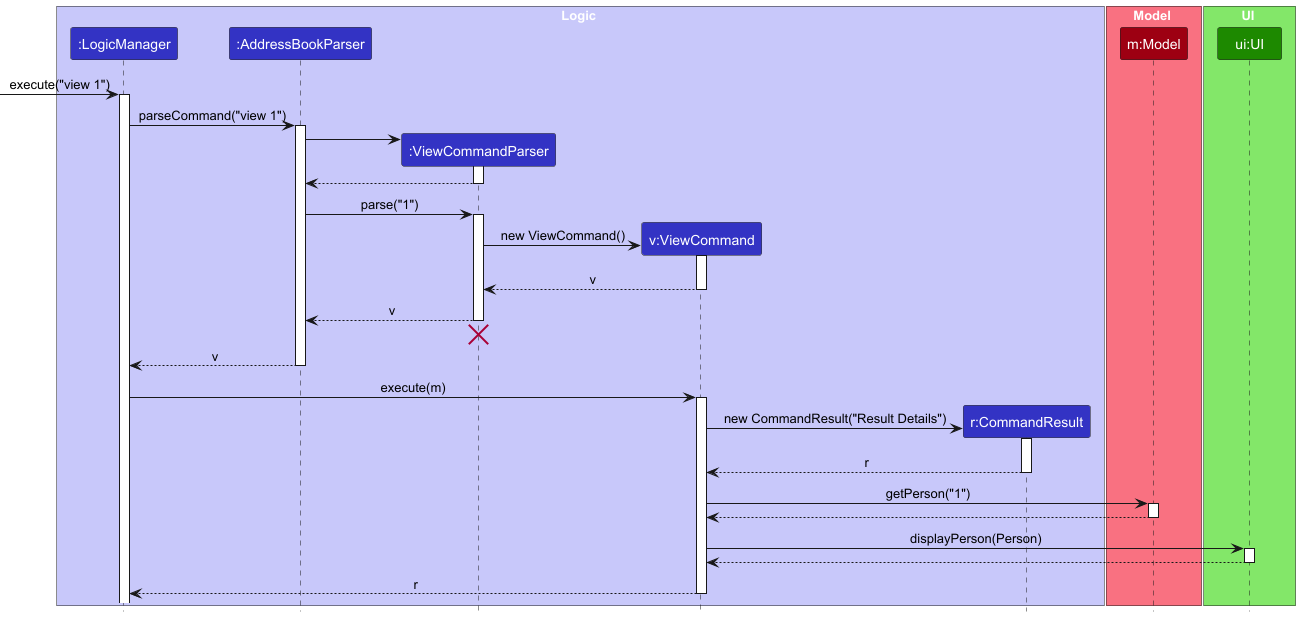 Logic
Model
UI
:LogicManager
:AddressBookParser
m:Model
ui:UI
execute("view 1")
parseCommand("view 1")
:ViewCommandParser
parse("1")
new ViewCommand()
v:ViewCommand
v
v
v
execute(m)
new CommandResult("Result Details")
r:CommandResult
r
getPerson("1")
displayPerson(Person)
r